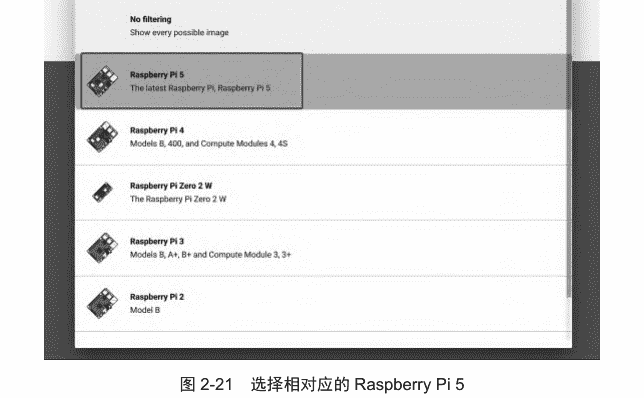 No filtering
Show every possible image
Raspberry Pi 5
The latest Raspberry Pi, Raspberry Pi 5
Raspberry Pi 4
Models B, 400, and Compute Modules 4, 4S
Raspberry Pi Zero 2 W
The Raspberry Pi Zero 2 W
Raspberry Pi 3
Models B, A+, B+ and Compute Module 3, 3+
Raspberry Pi 2
Model B
图 2-21 选择相对应的 Raspberry Pi 5